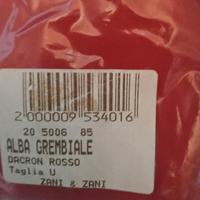 2 000009 534016
20 5006 85
ALBA GREMBIALE
DACRON ROSSO
Taglia U
ZANI & ZANI